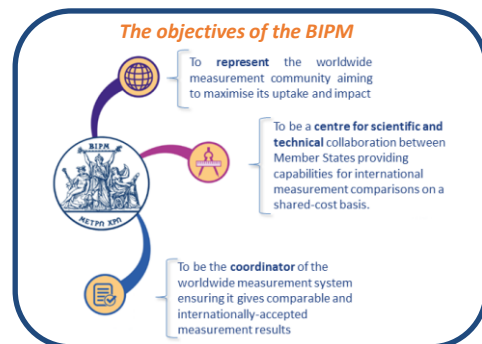 The objectives of the BIPM
To represent the worldwide
measurement community aiming
to maximise its uptake and impact
To be a centre for scientific and
technical collaboration between
Member States providing
capabilities for international
measurement comparisons on a
shared-cost basis.
BIPM
ΜΕΤΡΩ ΧΡΩ
To be the coordinator of the
worldwide measurement system
ensuring it gives comparable and
internationally-accepted
measurement results